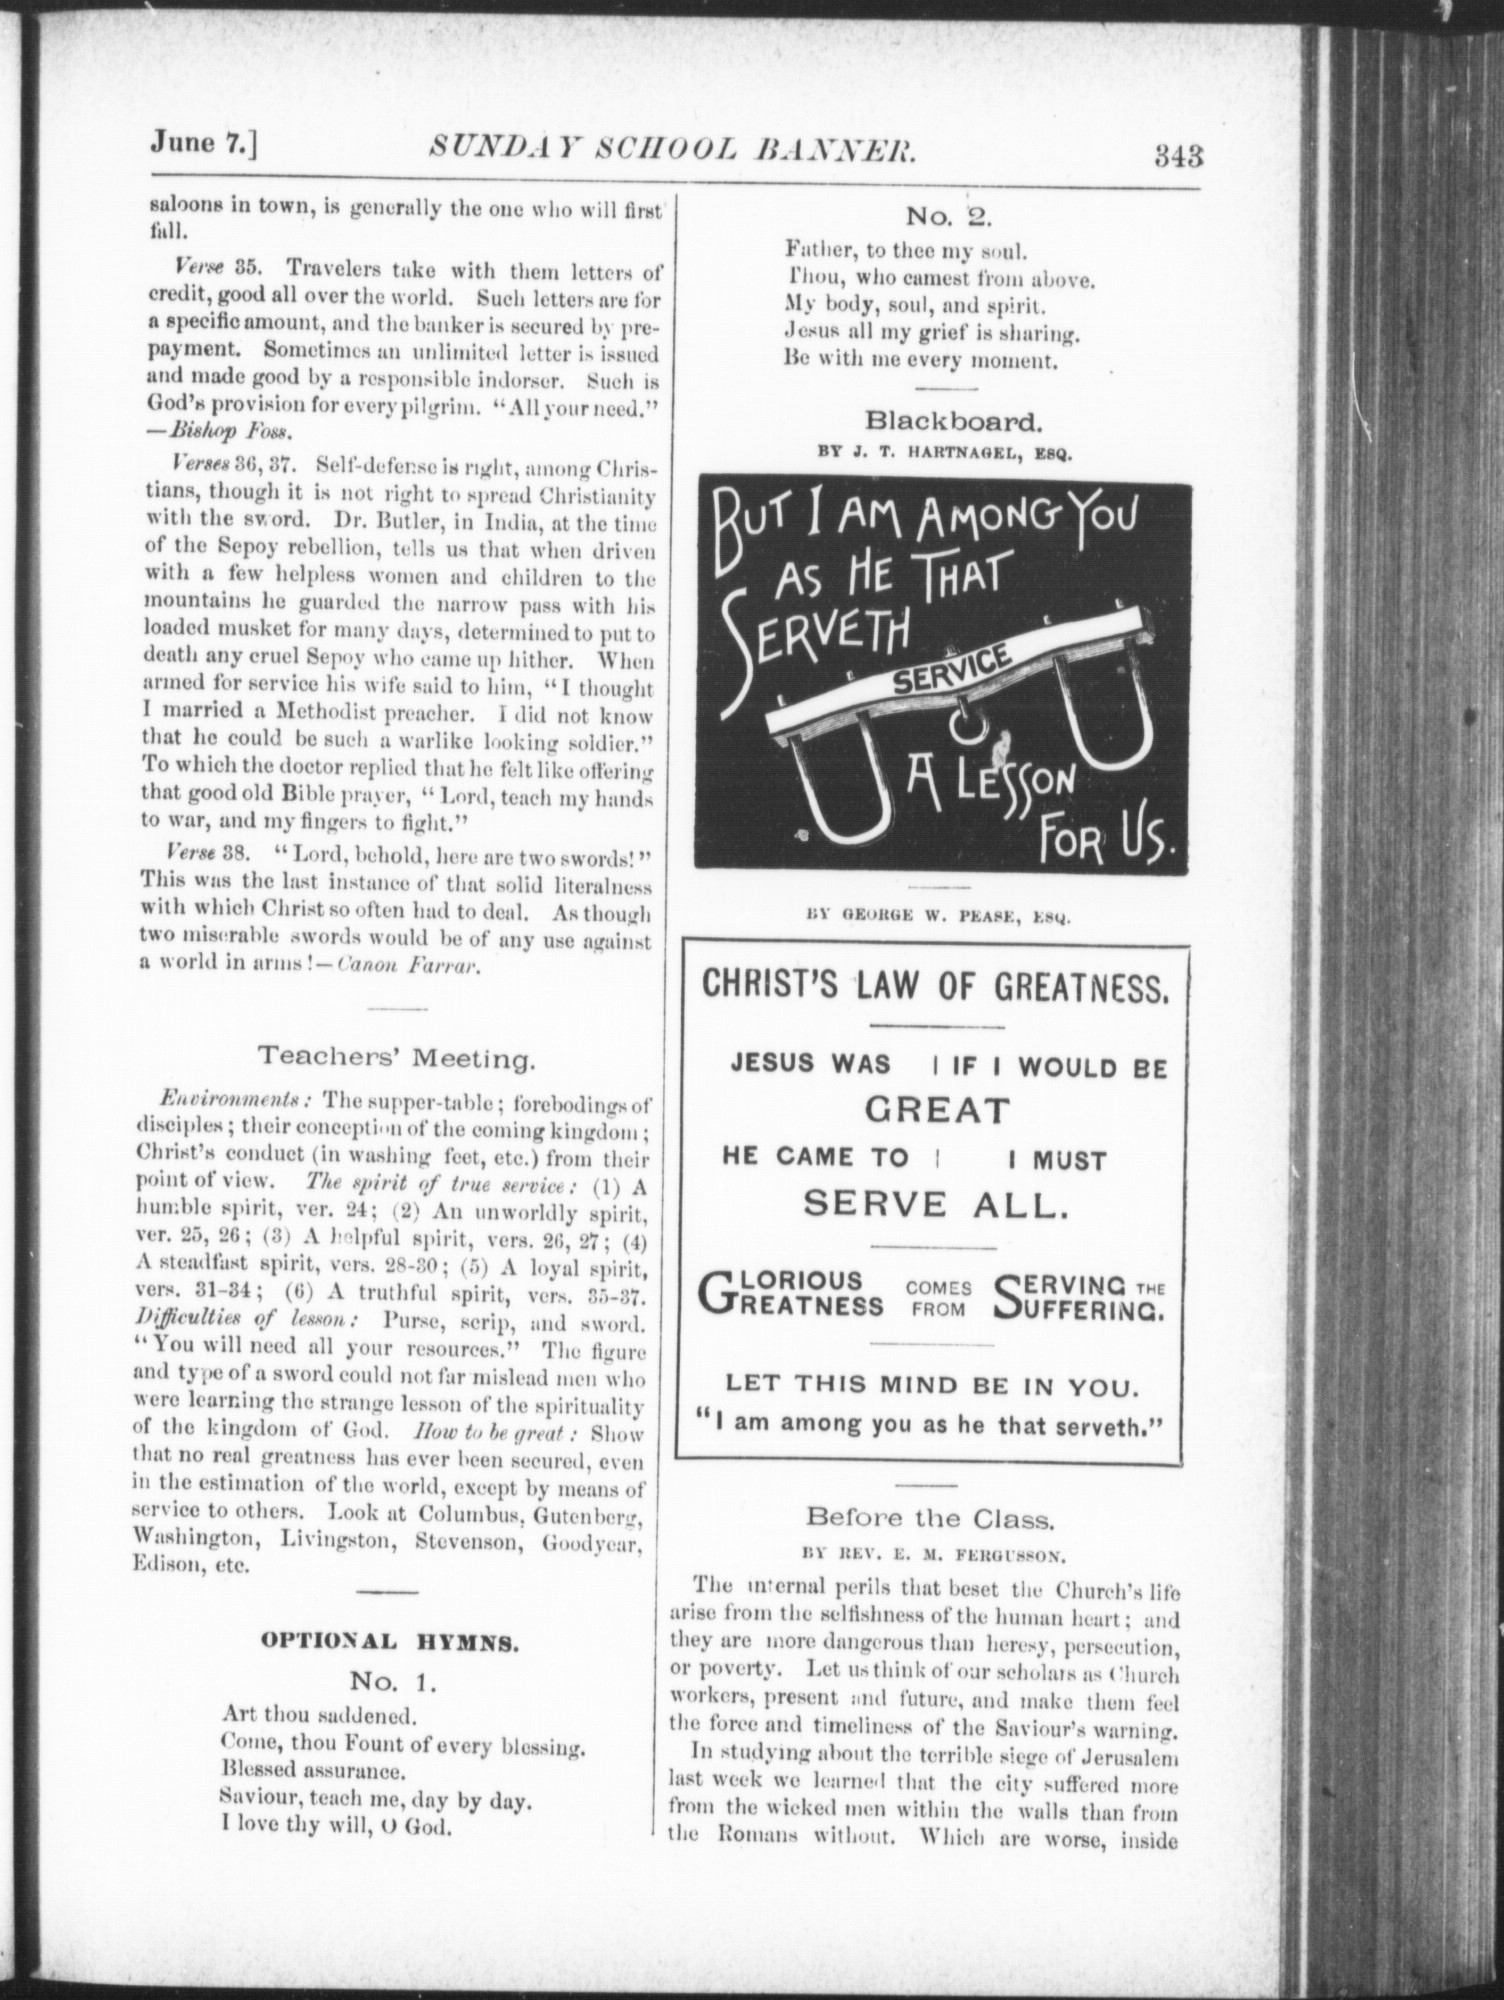 June 7.] SUNDAY SCHOOL BANNER. 343
saloons in town, is generally the one who will first
fall.
Verse 35. Travelers take with them letters of
credit, good all over the world. Such letters are for
a specific amount, and the banker is secured by pre-
payment. Sometimes an unlimited letter is issued
and made good by a responsible indorser. Such is
God's provision for every pilgrim. "All your need."
—Bishop Foss.
Verses 36, 37. Self-defense is right, among Chris-
tians, though it is not right to spread Christianity
with the sword. Dr. Butler, in India, at the time
of the Sepoy rebellion, tells us that when driven
with a few helpless women and children to the
mountains he guarded the narrow pass with his
loaded musket for many days, determined to put to
death any cruel Sepoy who came up hither. When
armed for service his wife said to him, "I thought
I married a Methodist preacher. I did not know
that he could be such a warlike looking soldier."
To which the doctor replied that he felt like offering
that good old Bible prayer, "Lord, teach my hands
to war, and my fingers to fight."
Verse 38. "Lord, behold, here are two swords!"
This was the last instance of that solid literalness
with which Christ so often had to deal. As though
two miserable swords would be of any use against
a world in arms!—Canon Farrar.
Teachers' Meeting.
Environments: The supper-table; forebodings of
disciples; their conception of the coming kingdom;
Christ's conduct (in washing feet, etc.) from their
point of view. The spirit of true service: (1) A
humble spirit, ver. 24; (2) An unworldly spirit,
ver. 25, 26; (3) A helpful spirit, vers. 26, 27; (4)
A steadfast spirit, vers. 28-30; (5) A loyal spirit,
vers. 31-34; (6) A truthful spirit, vers. 35-37.
Difficulties of lesson: Purse, scrip, and sword.
"You will need all your resources." The figure
and type of a sword could not far mislead men who
were learning the strange lesson of the spirituality
of the kingdom of God. How to be great: Show
that no real greatness has ever been secured, even
in the estimation of the world, except by means of
service to others. Look at Columbus, Gutenberg,
Washington, Livingston, Stevenson, Goodyear,
Edison, etc.
OPTIONAL HYMNS.
No. 1.
Art thou saddened.
Come, thou Fount of every blessing.
Blessed assurance.
Saviour, teach me, day by day.
I love thy will, O God.
No. 2.
Father, to thee my soul.
Thou, who camest from above.
My body, soul, and spirit.
Jesus all my grief is sharing.
Be with me every moment.
Blackboard.
BY J. T. HARTNAGEL, ESQ.
BUT I AM AMONG YOU
AS HE THAT
SERVETH
SERVICE
A LESSON
FOR US.
BY GEORGE W. PEASE, ESQ.
CHRIST'S LAW OF GREATNESS.
JESUS WAS | IF I WOULD BE
GREAT
HE CAME TO | I MUST
SERVE ALL.
GLORIOUS GREATNESS COMES FROM SERVING THE SUFFERING.
LET THIS MIND BE IN YOU.
"I am among you as he that serveth."
Before the Class.
BY REV. E. M. FERGUSSON.
The internal perils that beset the Church's life
arise from the selfishness of the human heart; and
they are more dangerous than heresy, persecution,
or poverty. Let us think of our scholars as Church
workers, present and future, and make them feel
the force and timeliness of the Saviour's warning.
In studying about the terrible siege of Jerusalem
last week we learned that the city suffered more
from the wicked men within the walls than from
the Romans without. Which are worse, inside